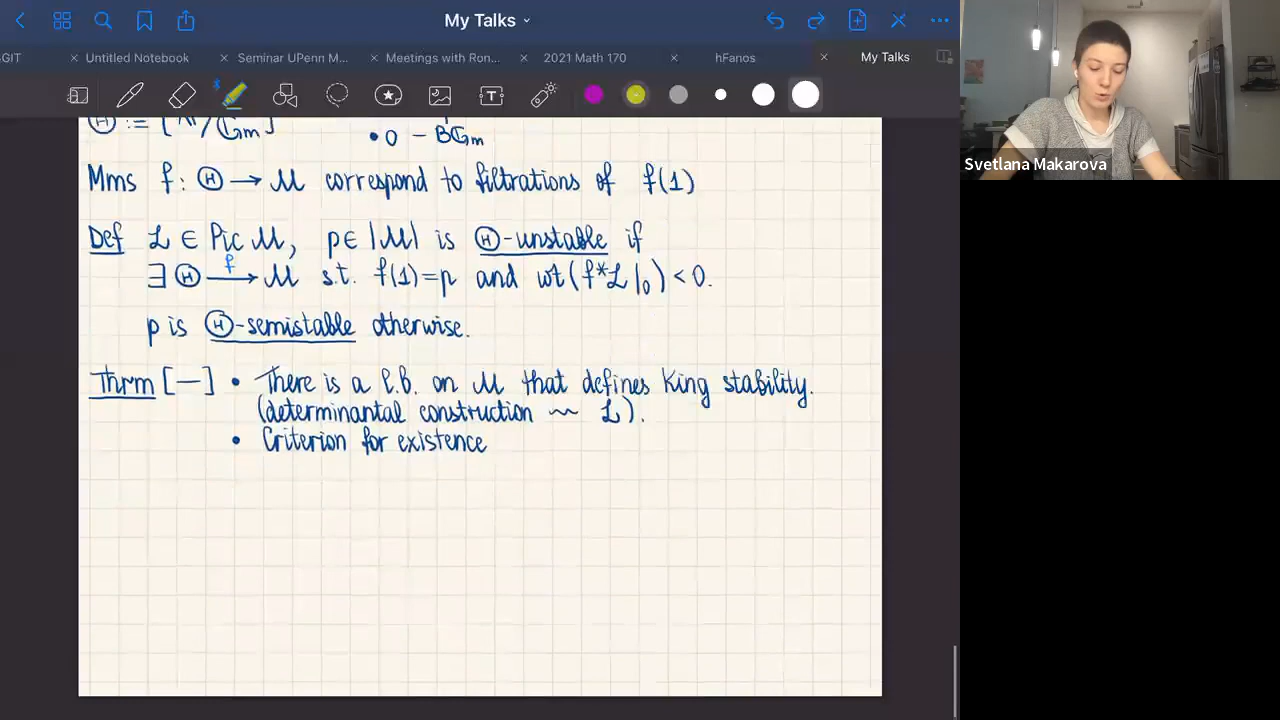 My Talks
GIT
Untitled Notebook
Seminar UPenn M...
Meetings with Ron...
2021 Math 170
hFanos
My Talks
Svetlana Makarova
Ⓗ := [A¹/𝔾m] •0 – B𝔾m
Mms f: Ⓗ → M correspond to filtrations of f(1)
Def L ∈ Pic M, p ∈ |M| is Ⓗ-unstable if
∃ Ⓗ →^f M s.t. f(1)=p and wt(f*L|₀) < 0.
p is Ⓗ-semistable otherwise.
Thrm [—] • There is a l.b. on M that defines King stability.
(determinantal construction ⇝ L).
• Criterion for existence